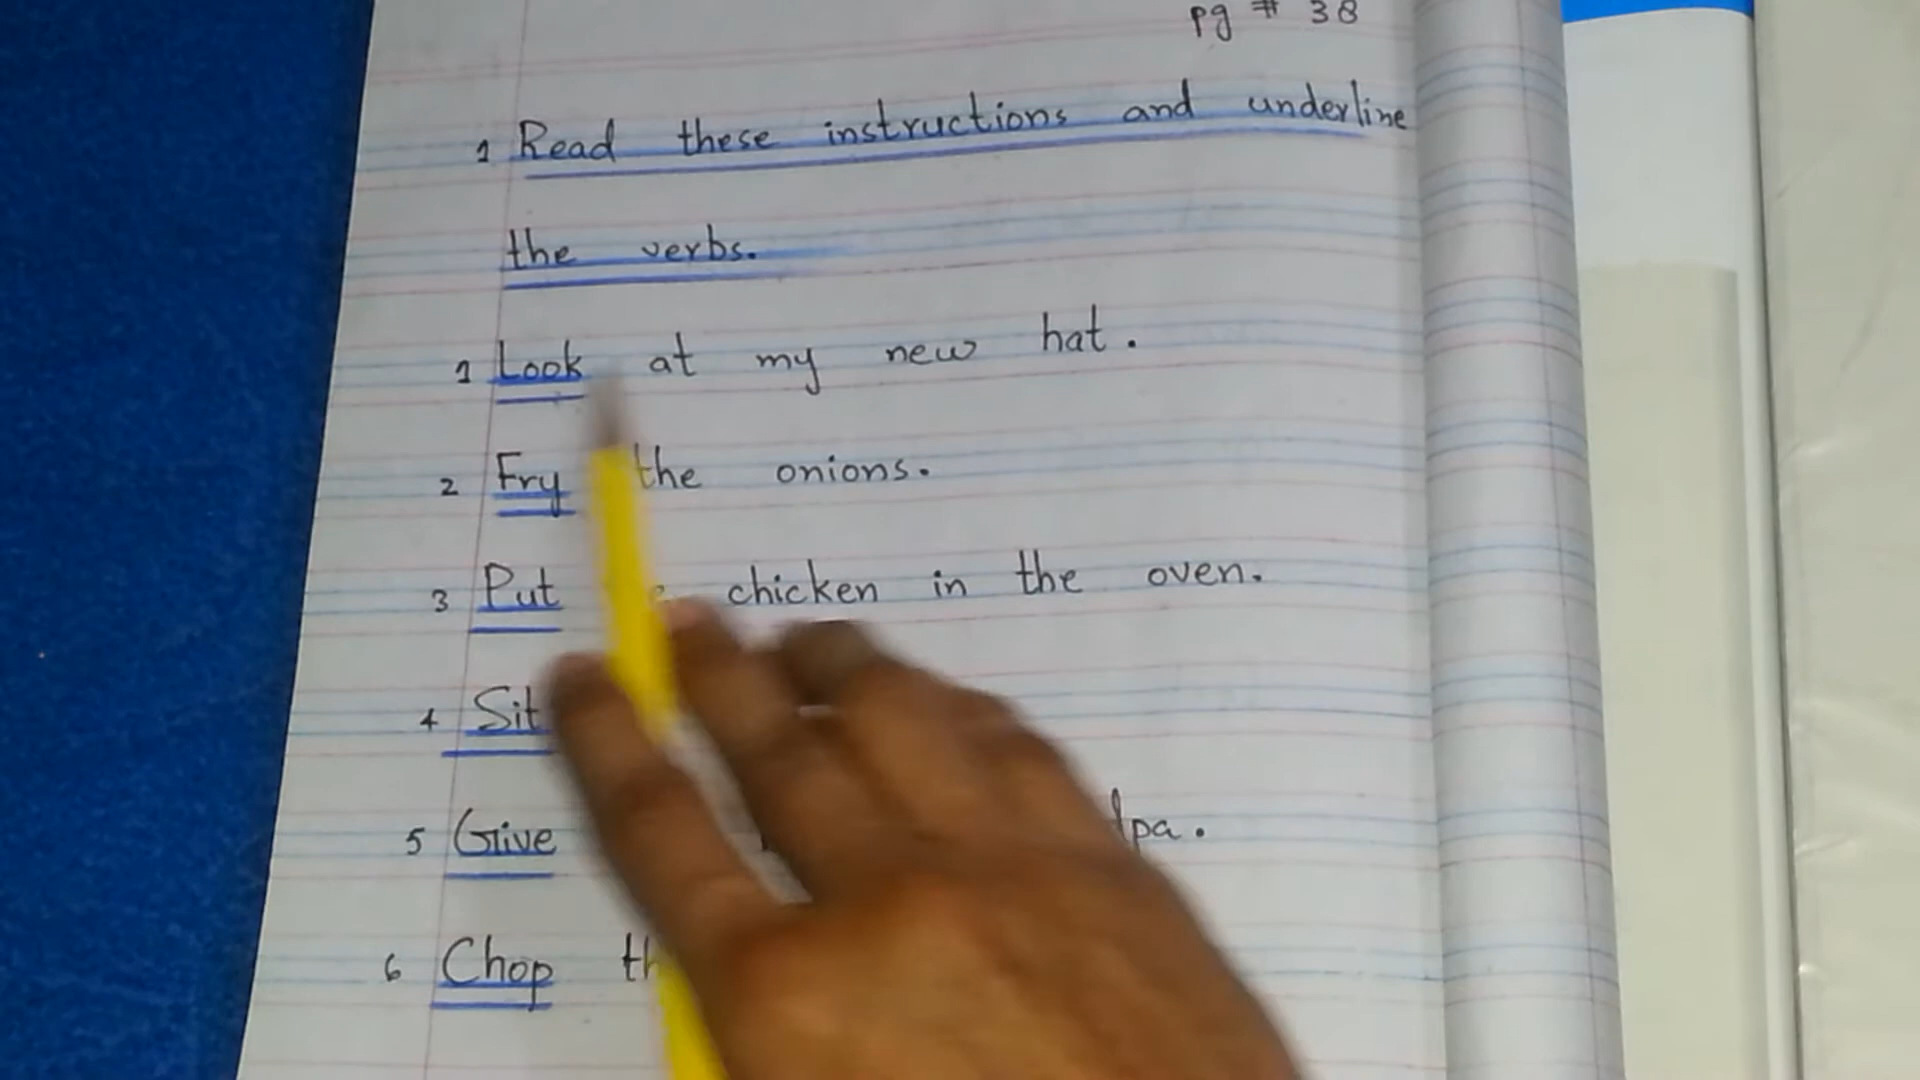 pg # 38
1 Read these instructions and underline
the verbs.
1 Look at my new hat.
2 Fry the onions.
3 Put chicken in the oven.
4 Sit
5 Give
6 Chop